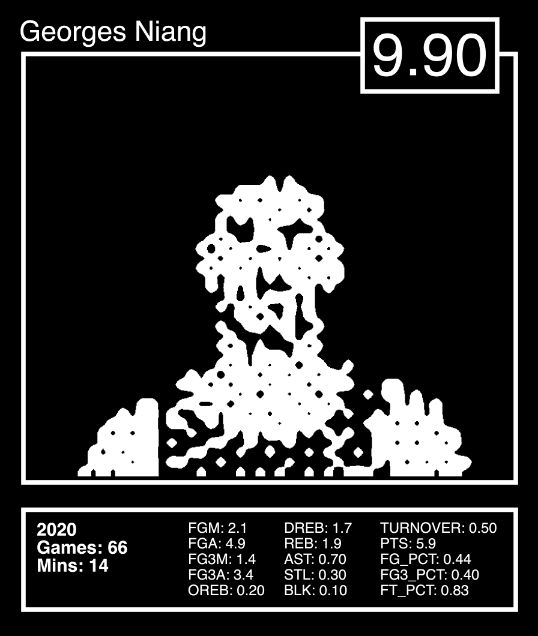 Georges Niang
9.90
2020
Games: 66
Mins: 14
FGM: 2.1
FGA: 4.9
FG3M: 1.4
FG3A: 3.4
OREB: 0.20
DREB: 1.7
REB: 1.9
AST: 0.70
STL: 0.30
BLK: 0.10
TURNOVER: 0.50
PTS: 5.9
FG_PCT: 0.44
FG3_PCT: 0.40
FT_PCT: 0.83